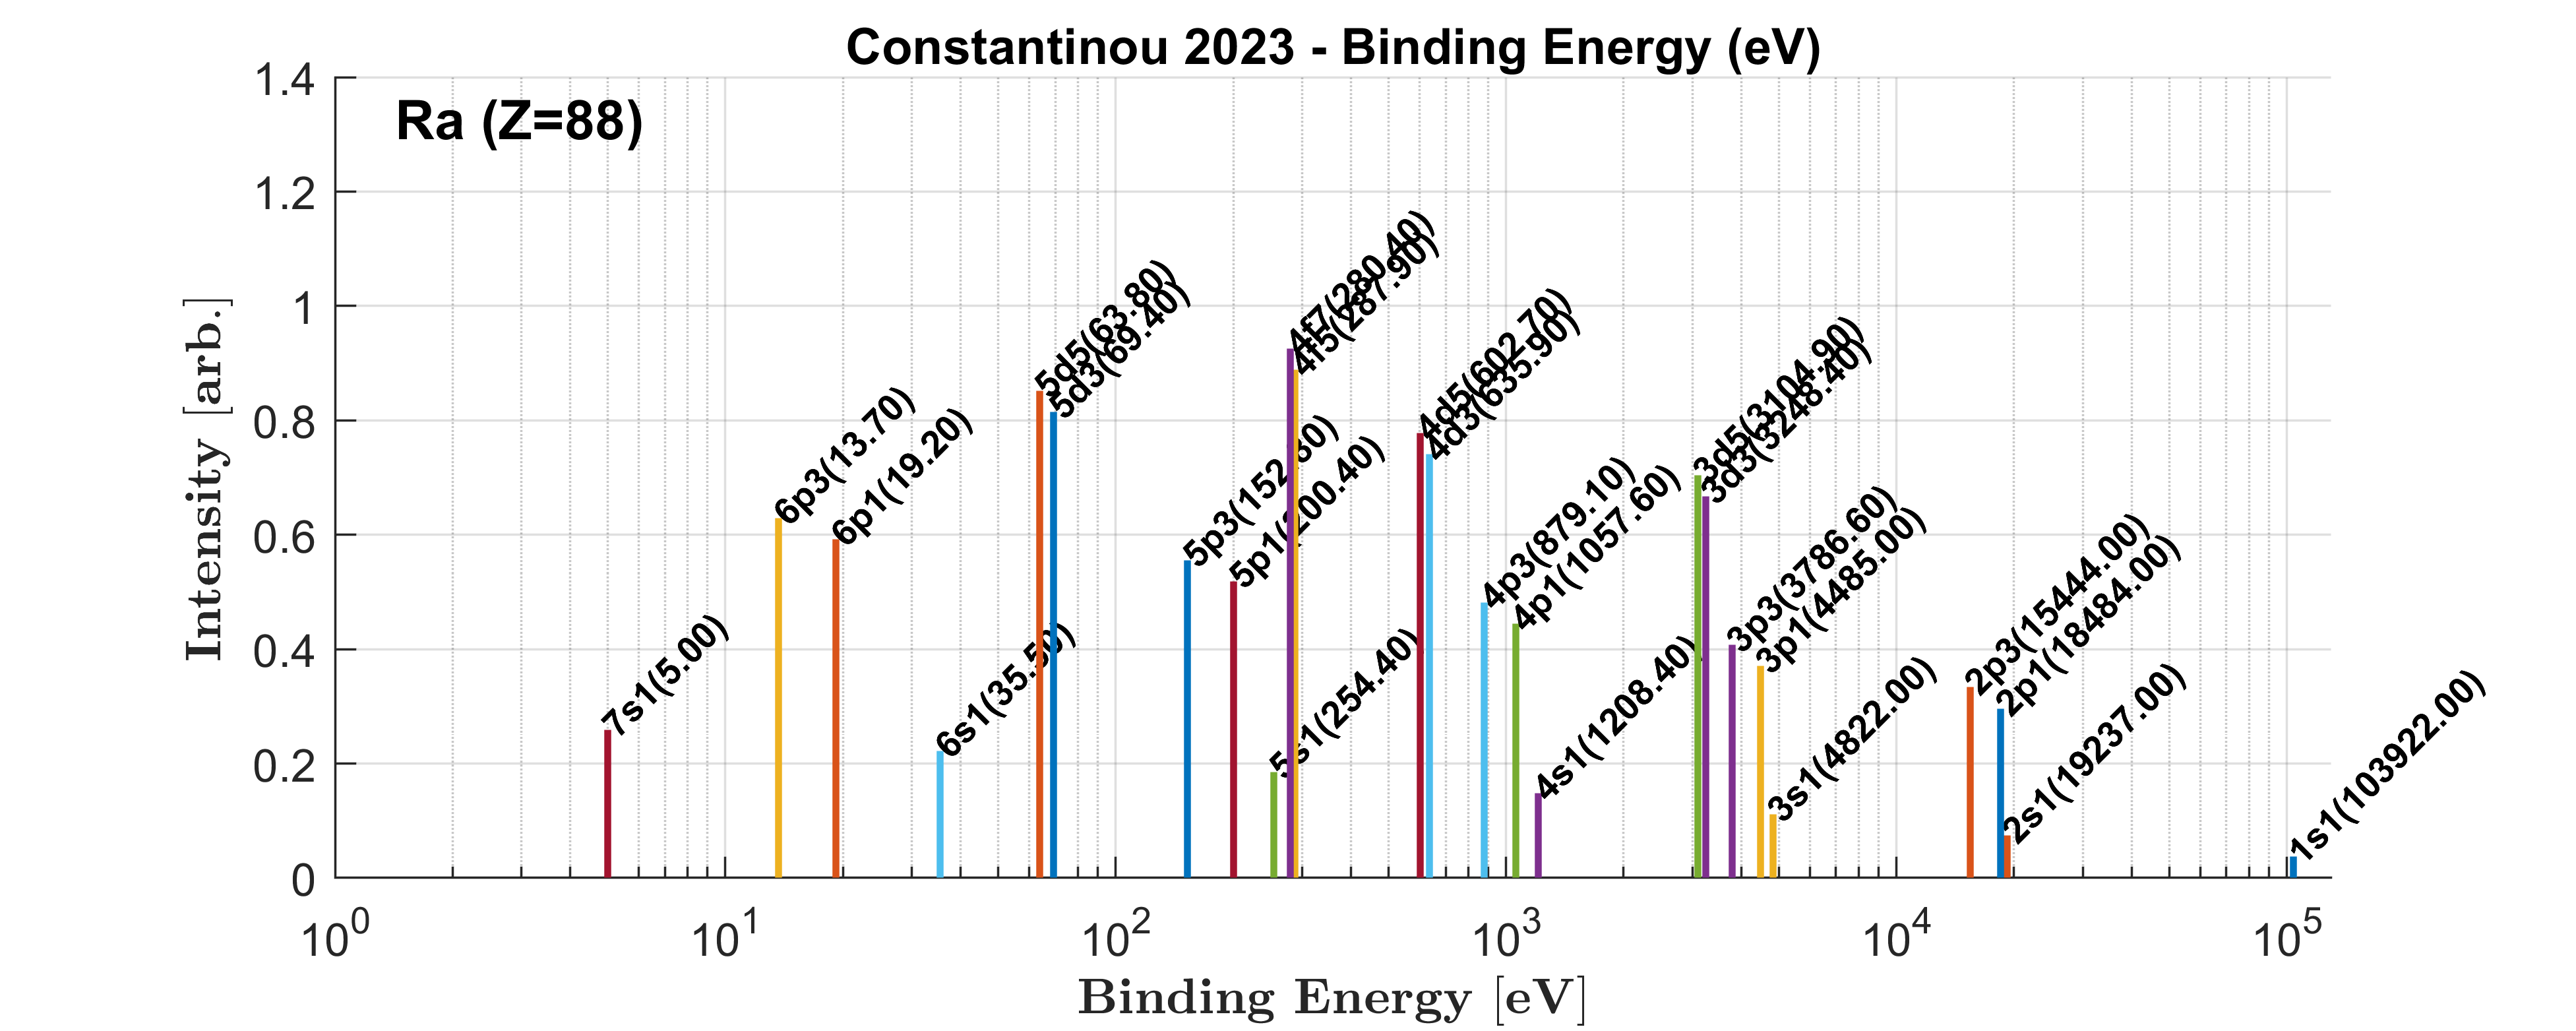 Constantinou 2023 - Binding Energy (eV)
Ra (Z=88)
Intensity [arb.]
1.4
1.2
1
0.8
0.6
0.4
0.2
0
7s1(5.00)
6p3(13.70)
6p1(19.20)
6s1(35.50)
5d5(63.80)
5d3(69.40)
5p3(152.80)
5p1(200.40)
5s1(254.40)
4f7(280.40)
4f5(287.90)
4d5(602.70)
4d3(635.90)
4p3(879.10)
4p1(1057.60)
4s1(1208.40)
3d5(3104.90)
3d3(3248.40)
3p3(3786.60)
3p1(4485.00)
3s1(4822.00)
2p3(15444.00)
2p1(18484.00)
2s1(19237.00)
1s1(103922.00)
10^0
10^1
10^2
10^3
10^4
10^5
Binding Energy [eV]